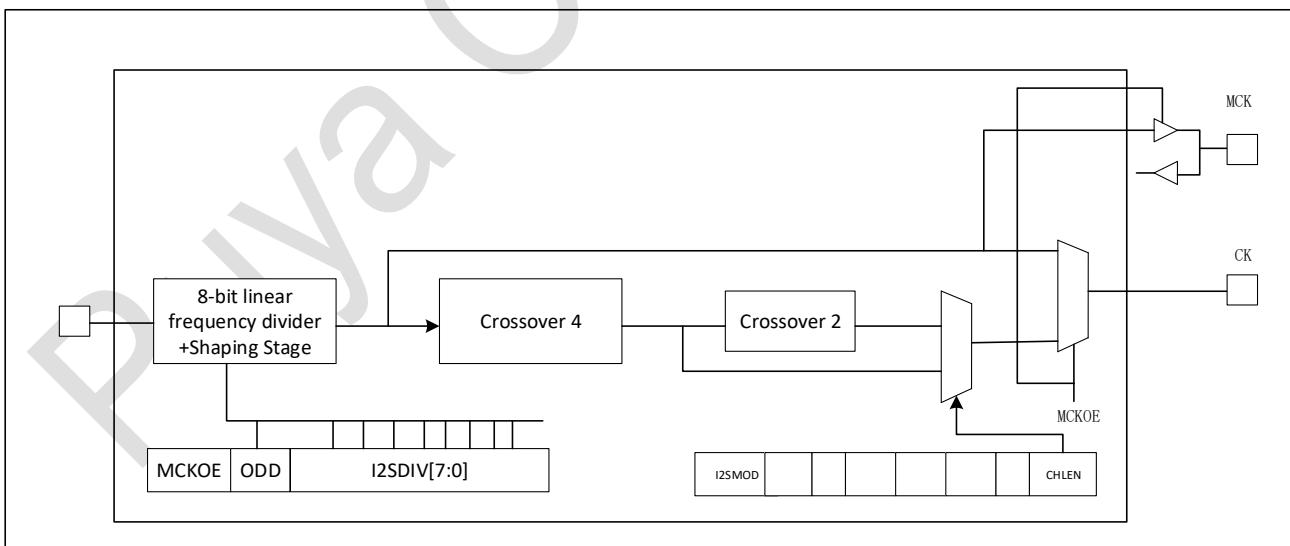 Puya
MCK
CK
8-bit linear
frequency divider
+Shaping Stage
Crossover 4
Crossover 2
MCKOE
MCKOE ODD I2SDIV[7:0]
I2SMOD CHLEN